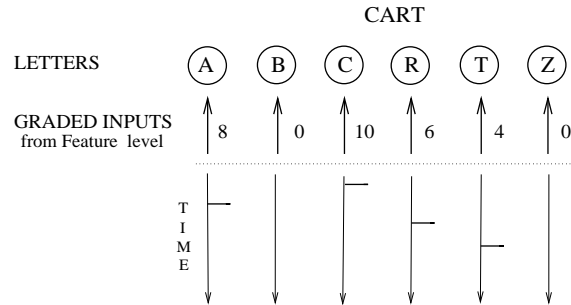 CART
LETTERS A B C R T Z
GRADED INPUTS
from Feature level
8 0 10 6 4 0
T
I
M
E